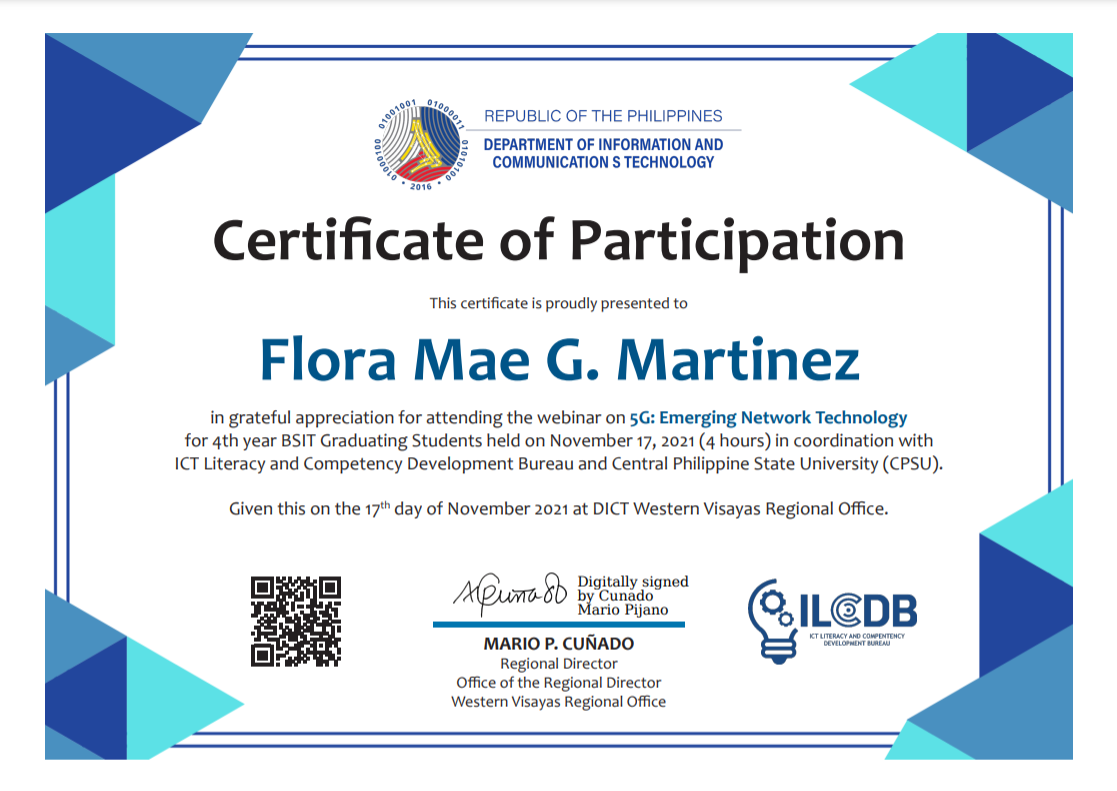 01001001 01000011 01010100 01000100 • 2016 •
REPUBLIC OF THE PHILIPPINES
DEPARTMENT OF INFORMATION AND
COMMUNICATION S TECHNOLOGY
Certificate of Participation
This certificate is proudly presented to
Flora Mae G. Martinez
in grateful appreciation for attending the webinar on 5G: Emerging Network Technology
for 4th year BSIT Graduating Students held on November 17, 2021 (4 hours) in coordination with
ICT Literacy and Competency Development Bureau and Central Philippine State University (CPSU).
Given this on the 17th day of November 2021 at DICT Western Visayas Regional Office.
Digitally signed
by Cunado
Mario Pijano
MARIO P. CUÑADO
Regional Director
Office of the Regional Director
Western Visayas Regional Office
ILCDB
ICT LITERACY AND COMPENTENCY
DEVELOPMENT BUREAU